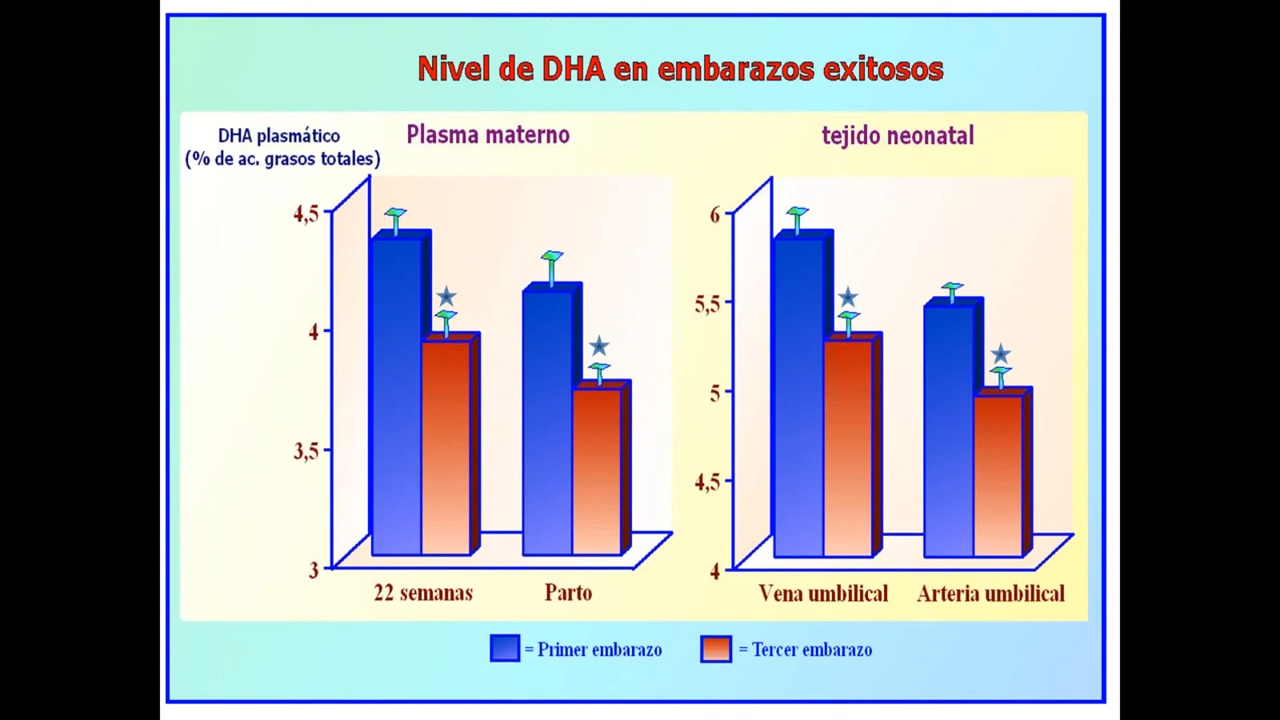 Nivel de DHA en embarazos exitosos
DHA plasmático
(% de ac. grasos totales)
Plasma materno
4,5
4
3,5
3
22 semanas
Parto
tejido neonatal
6
5,5
5
4,5
4
Vena umbilical
Arteria umbilical
= Primer embarazo
= Tercer embarazo